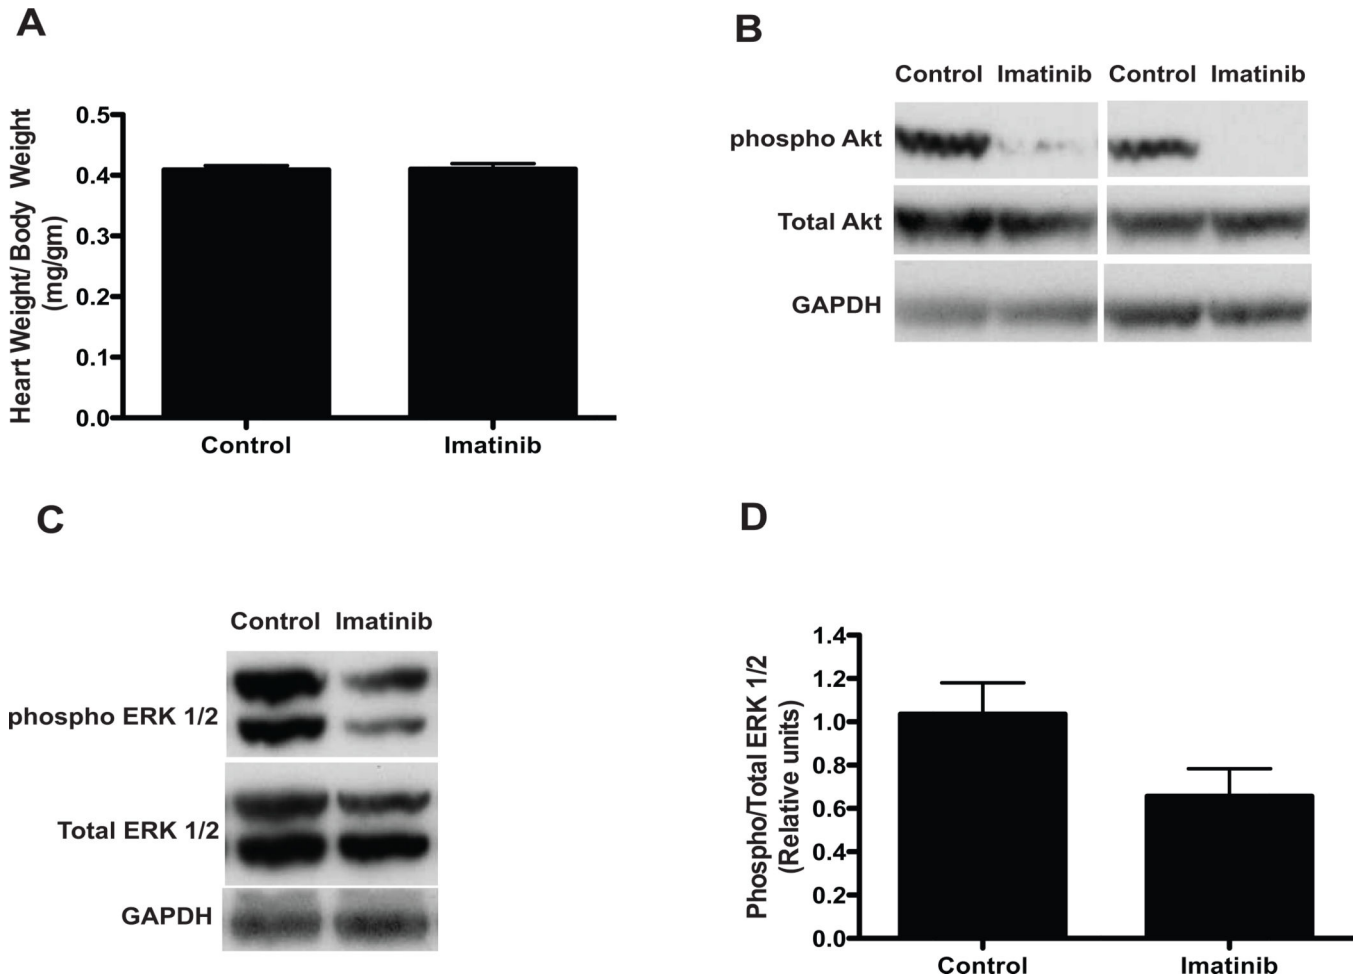 A
Heart Weight/ Body Weight
(mg/gm)
0.5
0.4
0.3
0.2
0.1
0.0
Control Imatinib
B
Control Imatinib Control Imatinib
phospho Akt
Total Akt
GAPDH
C
Control Imatinib
phospho ERK 1/2
Total ERK 1/2
GAPDH
D
Phospho/Total ERK 1/2
(Relative units)
1.4
1.2
1.0
0.8
0.6
0.4
0.2
0.0
Control Imatinib